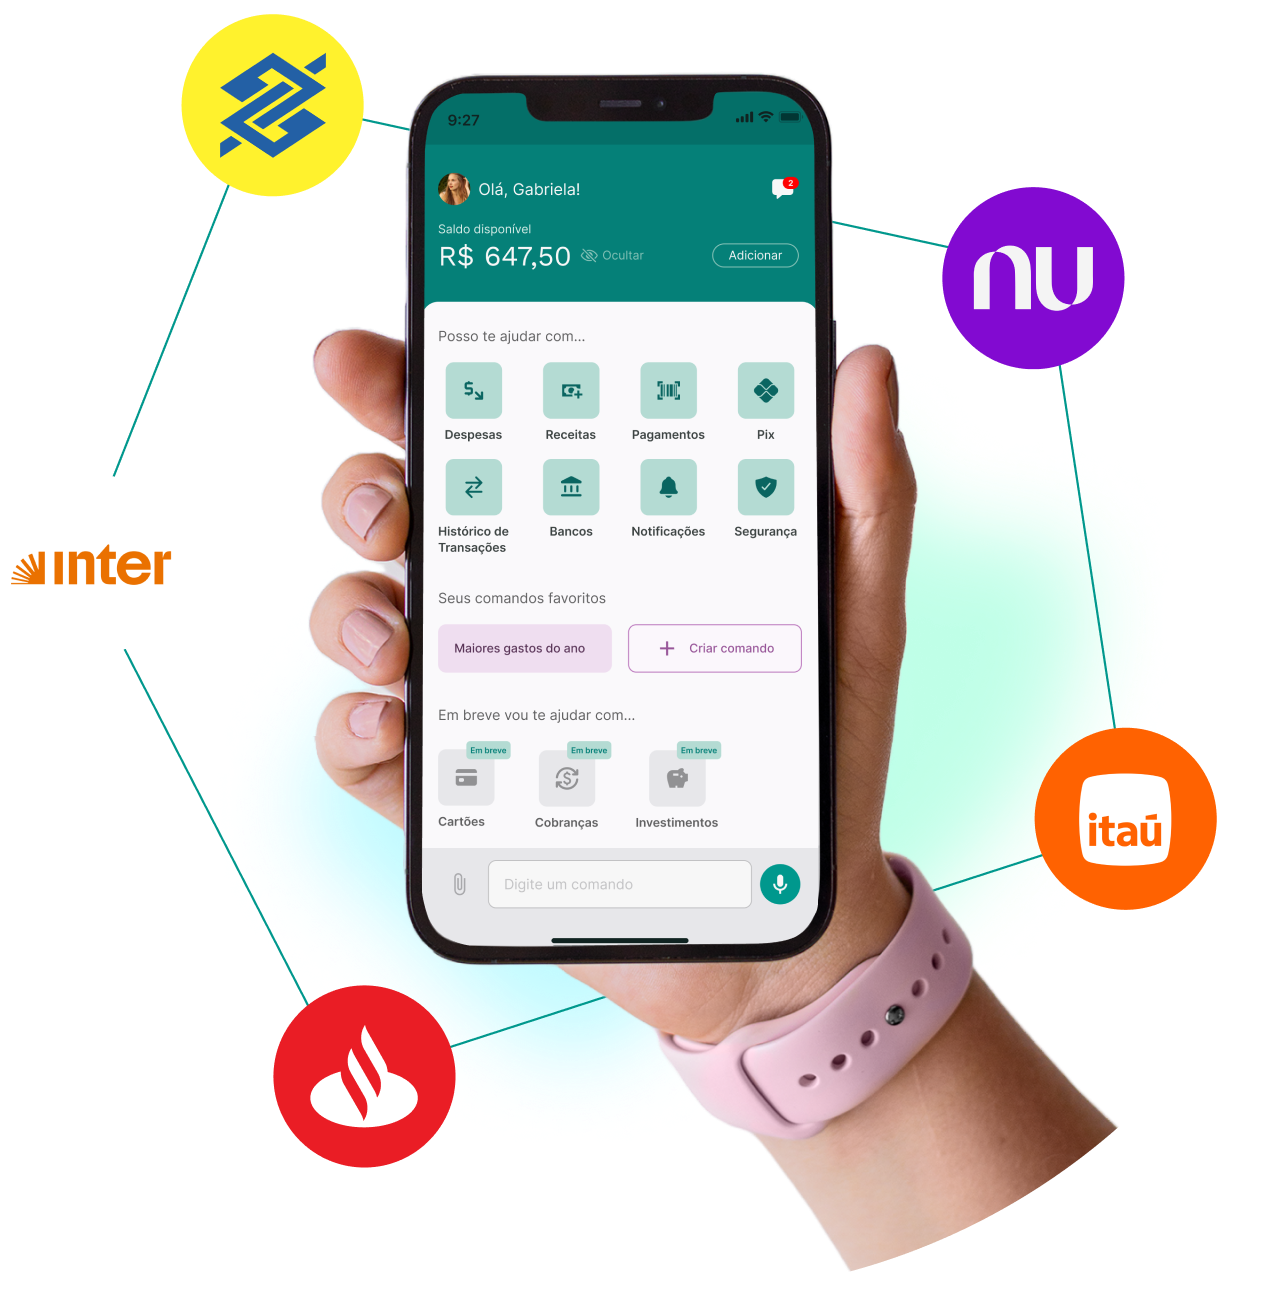 9:27
Olá, Gabriela!
2
Saldo disponível
R$ 647,50
Ocultar
Adicionar
nu
Posso te ajudar com...
Despesas
Receitas
Pagamentos
Pix
Histórico de
Transações
Bancos
Notificações
Segurança
inter
Seus comandos favoritos
Maiores gastos do ano
+ Criar comando
Em breve vou te ajudar com...
Em breve
Em breve
Em breve
Cartões
Cobranças
Investimentos
itaú
Digite um comando